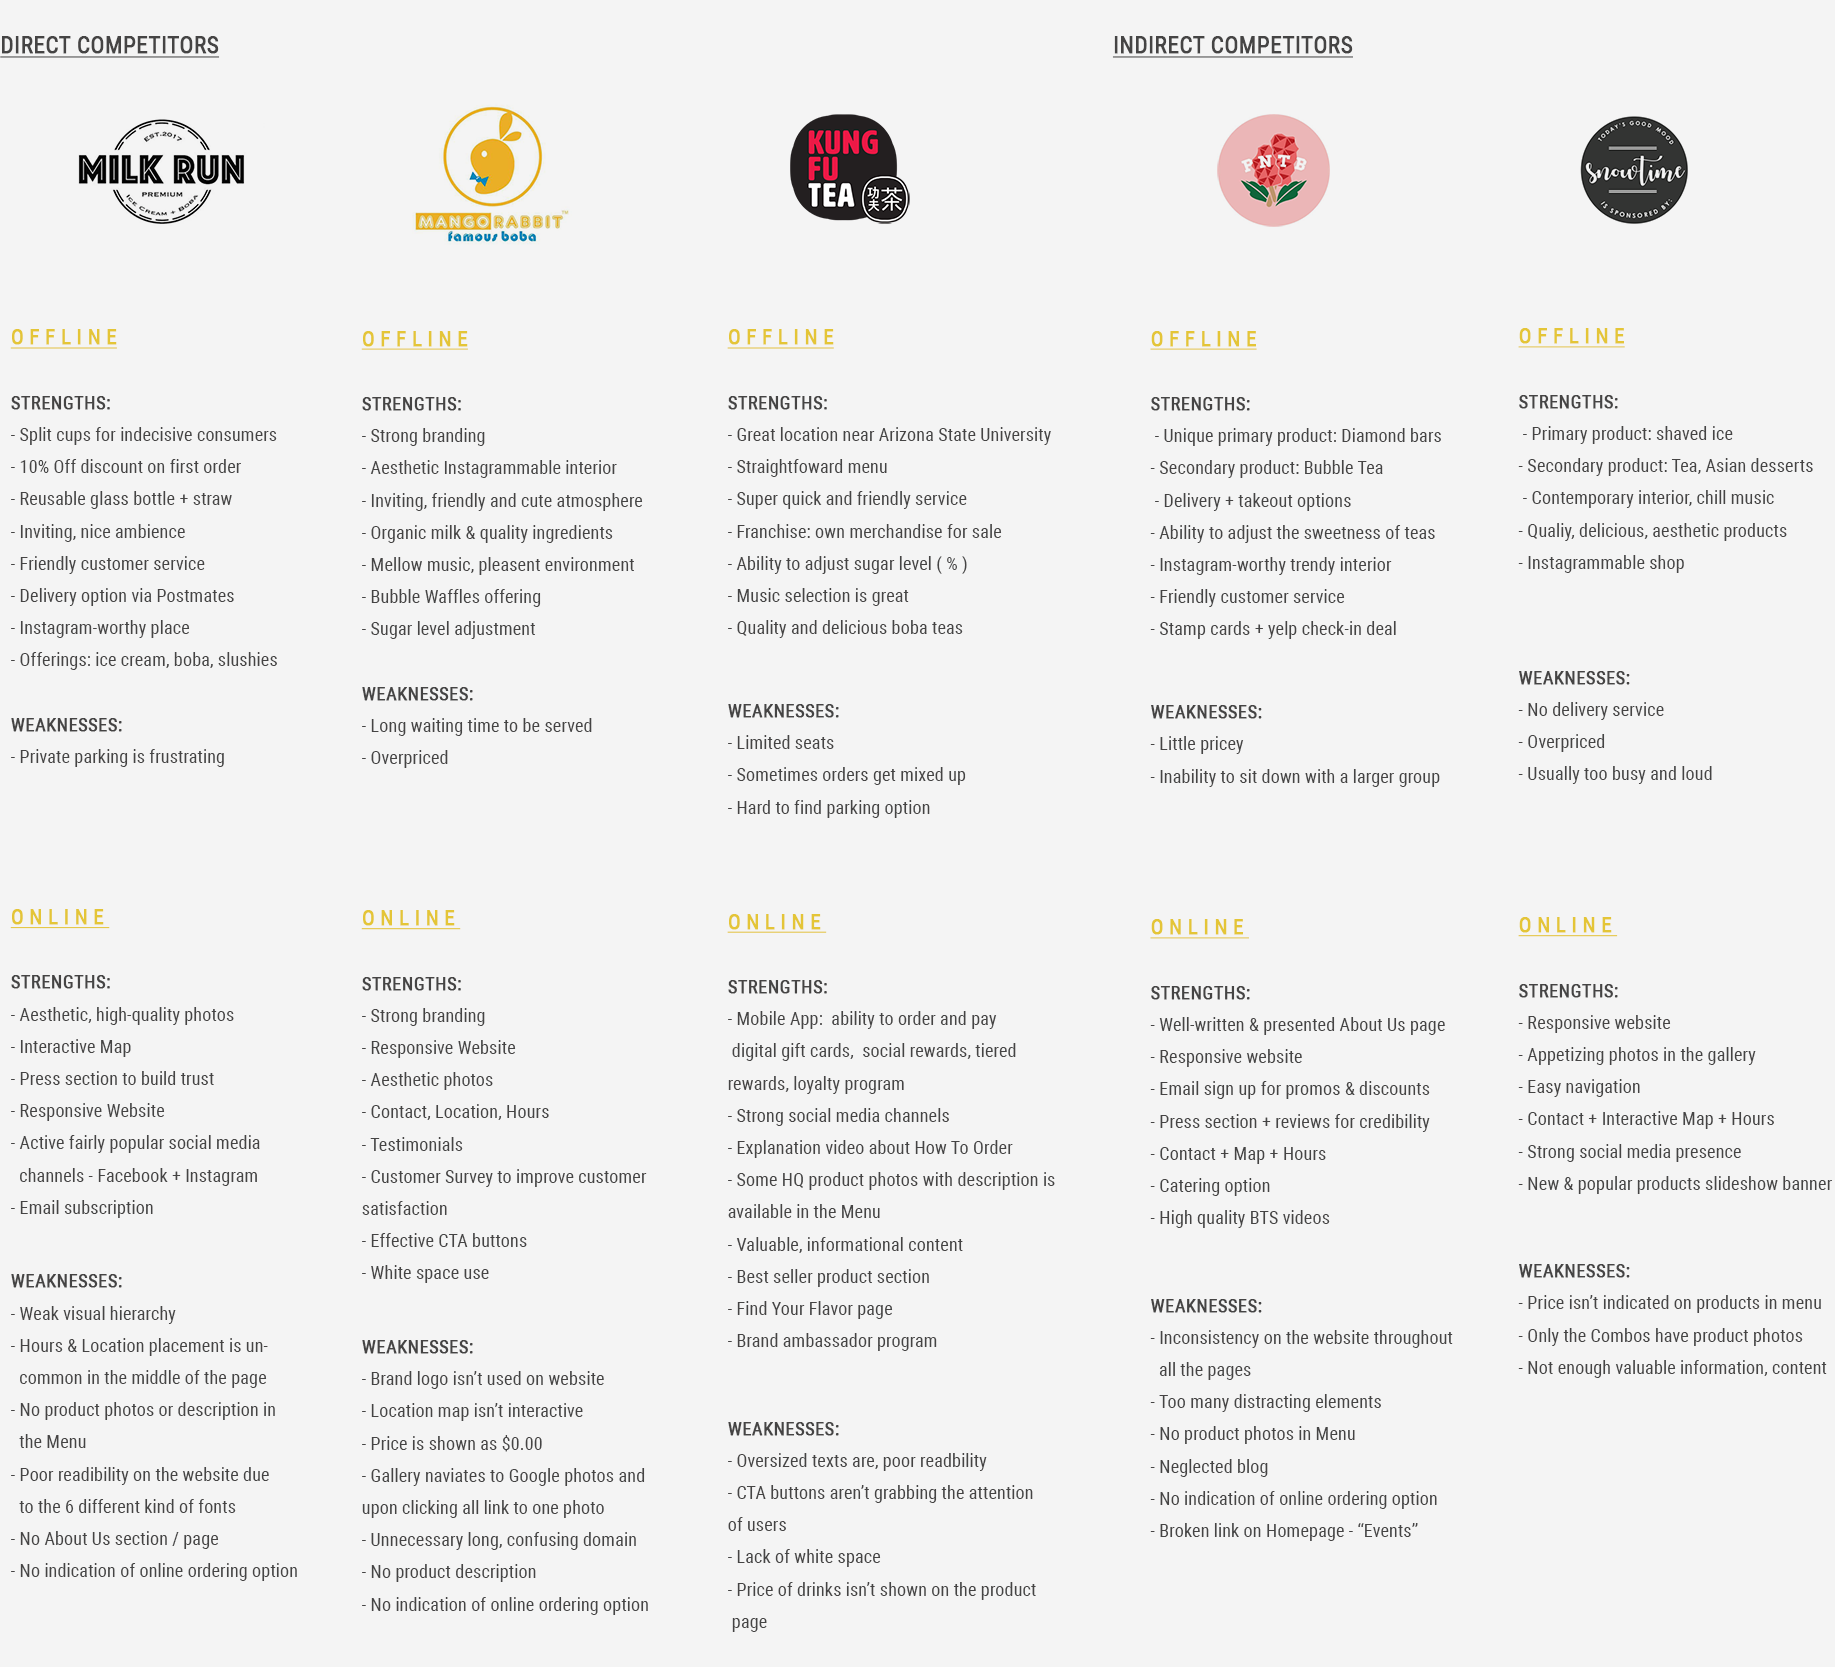 DIRECT COMPETITORS
INDIRECT COMPETITORS
EST.2017
MILK RUN
PREMIUM
ICE CREAM + BOBA
MANGORABBIT™
famous boba
KUNG
FU
TEA
功夫茶
PNTB
TODAY'S GOOD MOOD
Snowtime
IS SPONSORED BY:
OFFLINE
STRENGTHS:
- Split cups for indecisive consumers
- 10% Off discount on first order
- Reusable glass bottle + straw
- Inviting, nice ambience
- Friendly customer service
- Delivery option via Postmates
- Instagram-worthy place
- Offerings: ice cream, boba, slushies
WEAKNESSES:
- Private parking is frustrating
OFFLINE
STRENGTHS:
- Strong branding
- Aesthetic Instagrammable interior
- Inviting, friendly and cute atmosphere
- Organic milk & quality ingredients
- Mellow music, pleasent environment
- Bubble Waffles offering
- Sugar level adjustment
WEAKNESSES:
- Long waiting time to be served
- Overpriced
OFFLINE
STRENGTHS:
- Great location near Arizona State University
- Straightfoward menu
- Super quick and friendly service
- Franchise: own merchandise for sale
- Ability to adjust sugar level ( % )
- Music selection is great
- Quality and delicious boba teas
WEAKNESSES:
- Limited seats
- Sometimes orders get mixed up
- Hard to find parking option
OFFLINE
STRENGTHS:
- Unique primary product: Diamond bars
- Secondary product: Bubble Tea
- Delivery + takeout options
- Ability to adjust the sweetness of teas
- Instagram-worthy trendy interior
- Friendly customer service
- Stamp cards + yelp check-in deal
WEAKNESSES:
- Little pricey
- Inability to sit down with a larger group
OFFLINE
STRENGTHS:
- Primary product: shaved ice
- Secondary product: Tea, Asian desserts
- Contemporary interior, chill music
- Qualiy, delicious, aesthetic products
- Instagrammable shop
WEAKNESSES:
- No delivery service
- Overpriced
- Usually too busy and loud
ONLINE
STRENGTHS:
- Aesthetic, high-quality photos
- Interactive Map
- Press section to build trust
- Responsive Website
- Active fairly popular social media
channels - Facebook + Instagram
- Email subscription
WEAKNESSES:
- Weak visual hierarchy
- Hours & Location placement is un-
common in the middle of the page
- No product photos or description in
the Menu
- Poor readibility on the website due
to the 6 different kind of fonts
- No About Us section / page
- No indication of online ordering option
ONLINE
STRENGTHS:
- Strong branding
- Responsive Website
- Aesthetic photos
- Contact, Location, Hours
- Testimonials
- Customer Survey to improve customer
satisfaction
- Effective CTA buttons
- White space use
WEAKNESSES:
- Brand logo isn’t used on website
- Location map isn’t interactive
- Price is shown as $0.00
- Gallery naviates to Google photos and
upon clicking all link to one photo
- Unnecessary long, confusing domain
- No product description
- No indication of online ordering option
ONLINE
STRENGTHS:
- Mobile App: ability to order and pay
digital gift cards, social rewards, tiered
rewards, loyalty program
- Strong social media channels
- Explanation video about How To Order
- Some HQ product photos with description is
available in the Menu
- Valuable, informational content
- Best seller product section
- Find Your Flavor page
- Brand ambassador program
WEAKNESSES:
- Oversized texts are, poor readbility
- CTA buttons aren’t grabbing the attention
of users
- Lack of white space
- Price of drinks isn’t shown on the product
page
ONLINE
STRENGTHS:
- Well-written & presented About Us page
- Responsive website
- Email sign up for promos & discounts
- Press section + reviews for credibility
- Contact + Map + Hours
- Catering option
- High quality BTS videos
WEAKNESSES:
- Inconsistency on the website throughout
all the pages
- Too many distracting elements
- No product photos in Menu
- Neglected blog
- No indication of online ordering option
- Broken link on Homepage - “Events”
ONLINE
STRENGTHS:
- Responsive website
- Appetizing photos in the gallery
- Easy navigation
- Contact + Interactive Map + Hours
- Strong social media presence
- New & popular products slideshow banner
WEAKNESSES:
- Price isn’t indicated on products in menu
- Only the Combos have product photos
- Not enough valuable information, content